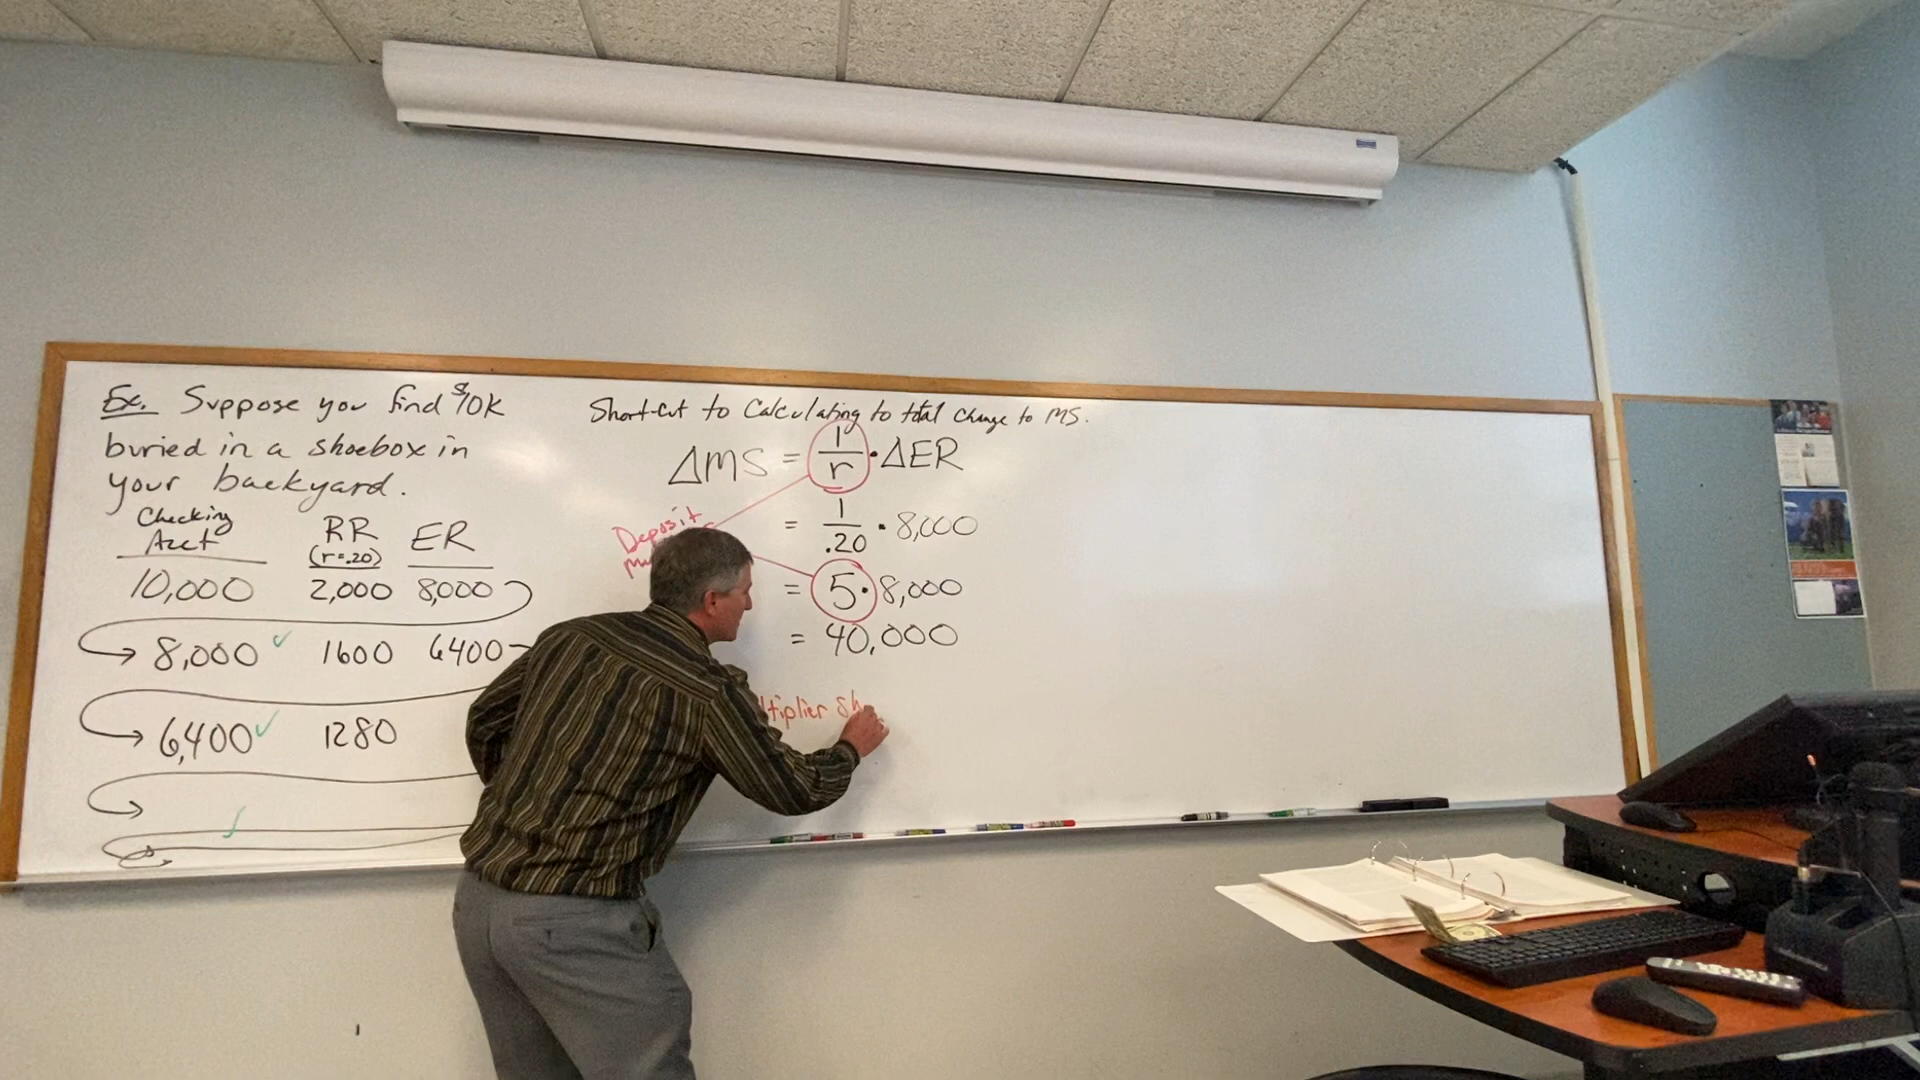 Ex. Suppose you find $10k
buried in a shoebox in
your backyard.
Checking
Acct
RR
(r=.20)
ER
10,000 2,000 8,000
8,000 ✓ 1600 6400
6,400 ✓ 1280
✓
Short-cut to Calculating to total change to MS.
ΔMS = 1/r · ΔER
= 1/.20 · 8,000
= 5 · 8,000
= 40,000
Deposit